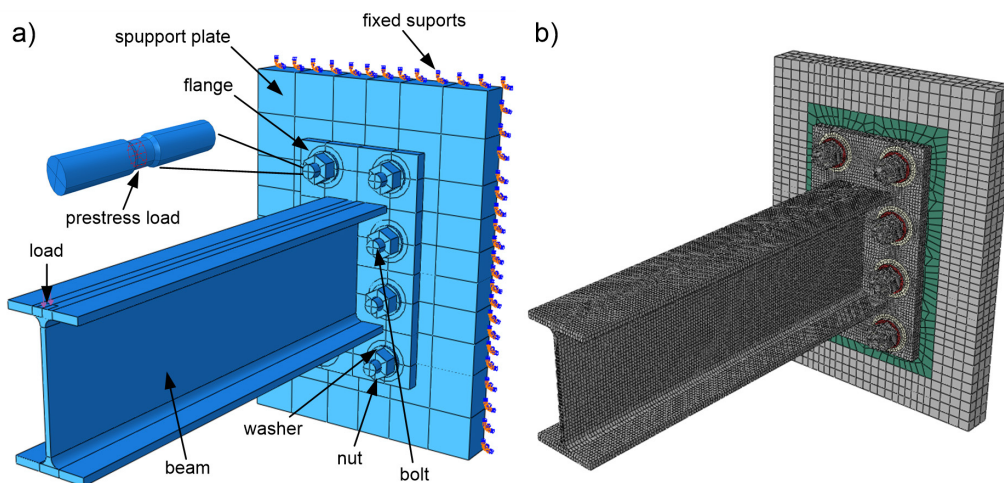 a)
fixed suports
b)
spupport plate
flange
prestress load
load
washer
beam
nut
bolt